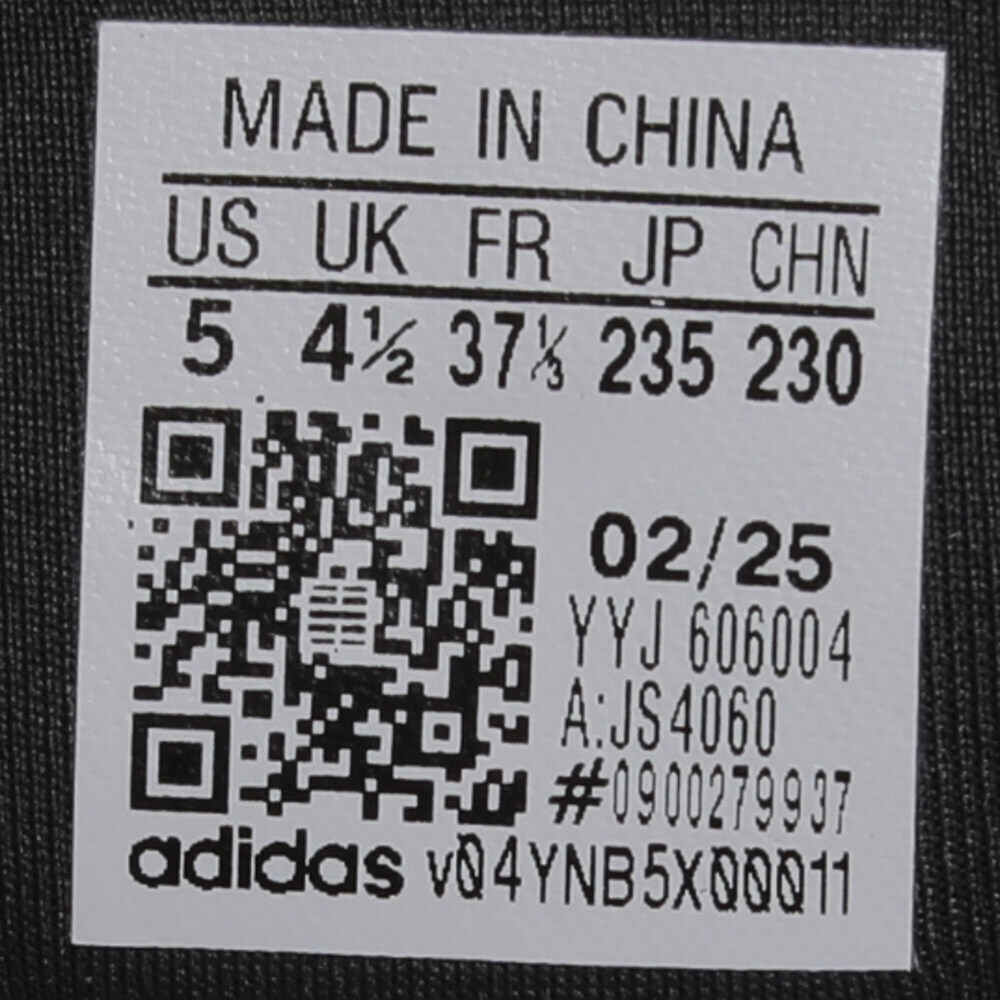 MADE IN CHINA
US UK FR JP CHN
5 4½ 37⅓ 235 230
02/25
YYJ 606004
A:JS4060
#0900279937
adidas v04YNB5X00011